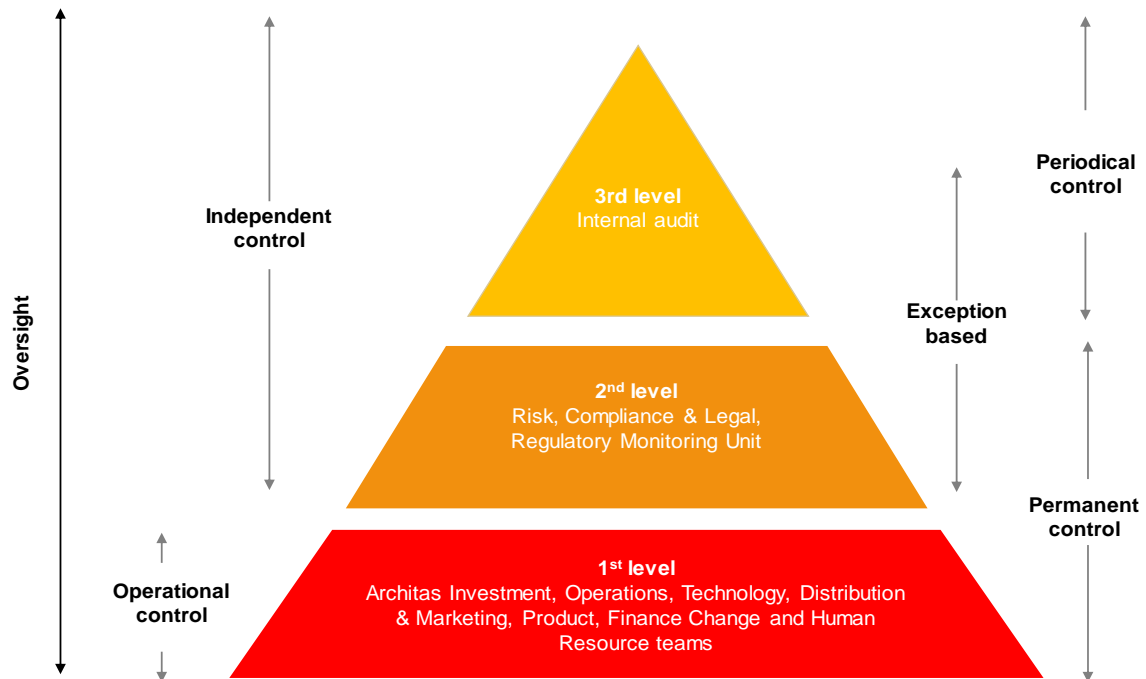 Oversight
Independent
control
Operational
control
3rd level
Internal audit
2nd level
Risk, Compliance & Legal,
Regulatory Monitoring Unit
1st level
Architas Investment, Operations, Technology, Distribution
& Marketing, Product, Finance Change and Human
Resource teams
Exception
based
Periodical
control
Permanent
control